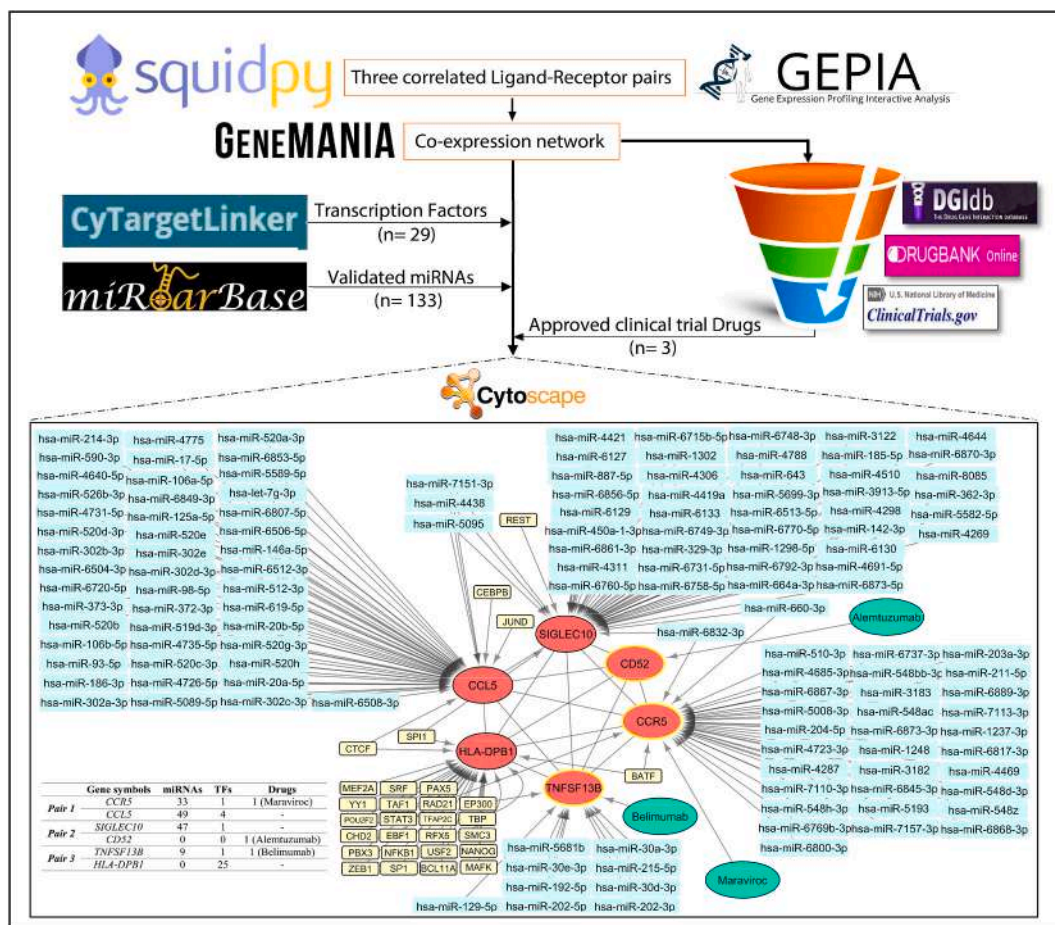 squidpy
Three correlated Ligand-Receptor pairs
GEPIA
Gene Expression Profiling Interactive Analysis
GENEMANIA
Co-expression network
CyTargetLinker
Transcription Factors
(n= 29)
DGIdb
THE DRUG GENE INTERACTION DATABASE
DRUGBANK Online
miRTarBase
Validated miRNAs
(n= 133)
NIH U.S. National Library of Medicine
ClinicalTrials.gov
Approved clinical trial Drugs
(n= 3)
Cytoscape
hsa-miR-214-3p hsa-miR-4775 hsa-miR-520a-3p
hsa-miR-590-3p hsa-miR-17-5p hsa-miR-6853-5p
hsa-miR-4640-5p hsa-miR-106a-5p hsa-miR-5589-5p
hsa-miR-526b-3p hsa-miR-6849-3p hsa-let-7g-3p
hsa-miR-4731-5p hsa-miR-125a-5p hsa-miR-6807-5p
hsa-miR-520d-3p hsa-miR-520e hsa-miR-6506-5p
hsa-miR-302b-3p hsa-miR-302e hsa-miR-146a-5p
hsa-miR-6504-3p hsa-miR-302d-3p hsa-miR-6512-3p
hsa-miR-6720-5p hsa-miR-98-5p hsa-miR-512-3p
hsa-miR-373-3p hsa-miR-372-3p hsa-miR-619-5p
hsa-miR-520b hsa-miR-519d-3p hsa-miR-20b-5p
hsa-miR-106b-5p hsa-miR-4735-5p hsa-miR-520g-3p
hsa-miR-93-5p hsa-miR-520c-3p hsa-miR-520h
hsa-miR-186-3p hsa-miR-4726-5p hsa-miR-20a-5p
hsa-miR-302a-3p hsa-miR-5089-5p hsa-miR-302c-3p hsa-miR-6508-3p
hsa-miR-7151-3p
hsa-miR-4438
hsa-miR-5095
hsa-miR-4421 hsa-miR-6715b-5p hsa-miR-6748-3p hsa-miR-3122 hsa-miR-4644
hsa-miR-6127 hsa-miR-1302 hsa-miR-4788 hsa-miR-185-5p hsa-miR-6870-3p
hsa-miR-887-5p hsa-miR-4306 hsa-miR-643 hsa-miR-4510 hsa-miR-8085
hsa-miR-6856-5p hsa-miR-4419a hsa-miR-5699-3p hsa-miR-3913-5p hsa-miR-362-3p
hsa-miR-6129 hsa-miR-6133 hsa-miR-6513-5p hsa-miR-4298 hsa-miR-5582-5p
hsa-miR-450a-1-3p hsa-miR-6749-3p hsa-miR-6770-5p hsa-miR-142-3p hsa-miR-4269
hsa-miR-6861-3p hsa-miR-329-3p hsa-miR-1298-5p hsa-miR-6130
hsa-miR-4311 hsa-miR-6731-5p hsa-miR-6792-3p hsa-miR-4691-5p
hsa-miR-6760-5p hsa-miR-6758-5p hsa-miR-664a-3p hsa-miR-6873-5p
REST
CEBPB
JUND
hsa-miR-660-3p
hsa-miR-6832-3p
Alemtuzumab
SIGLEC10
CD52
CCL5
CCR5
HLA-DPB1
TNFSF13B
CTCF
SPI1
BATF
Belimumab
Maraviroc
hsa-miR-510-3p hsa-miR-6737-3p hsa-miR-203a-3p
hsa-miR-4685-3p hsa-miR-548bb-3p hsa-miR-211-5p
hsa-miR-6867-3p hsa-miR-3183 hsa-miR-6889-3p
hsa-miR-5008-3p hsa-miR-548ac hsa-miR-7113-3p
hsa-miR-204-5p hsa-miR-6873-3p hsa-miR-1237-3p
hsa-miR-4723-3p hsa-miR-1248 hsa-miR-6817-3p
hsa-miR-4287 hsa-miR-3182 hsa-miR-4469
hsa-miR-7110-3p hsa-miR-6845-3p hsa-miR-548d-3p
hsa-miR-548h-3p hsa-miR-5193 hsa-miR-548z
hsa-miR-6769b-3p hsa-miR-7157-3p hsa-miR-6868-3p
hsa-miR-6800-3p
MEF2A SRF PAX5
YY1 TAF1 RAD21 EP300
POU2F2 STAT3 TFAP2C TBP
CHD2 EBF1 RFX5 SMC3
PBX3 NFKB1 USF2 NANOG
ZEB1 SP1 BCL11A MAFK
hsa-miR-5681b hsa-miR-30a-3p
hsa-miR-30e-3p hsa-miR-215-5p
hsa-miR-192-5p hsa-miR-30d-3p
hsa-miR-129-5p hsa-miR-202-5p hsa-miR-202-3p
Gene symbols miRNAs TFs Drugs
Pair 1 CCR5 33 1 1 (Maraviroc)
CCL5 49 4 -
Pair 2 SIGLEC10 47 1 -
CD52 0 0 1 (Alemtuzumab)
Pair 3 TNFSF13B 9 1 1 (Belimumab)
HLA-DPB1 0 25 -